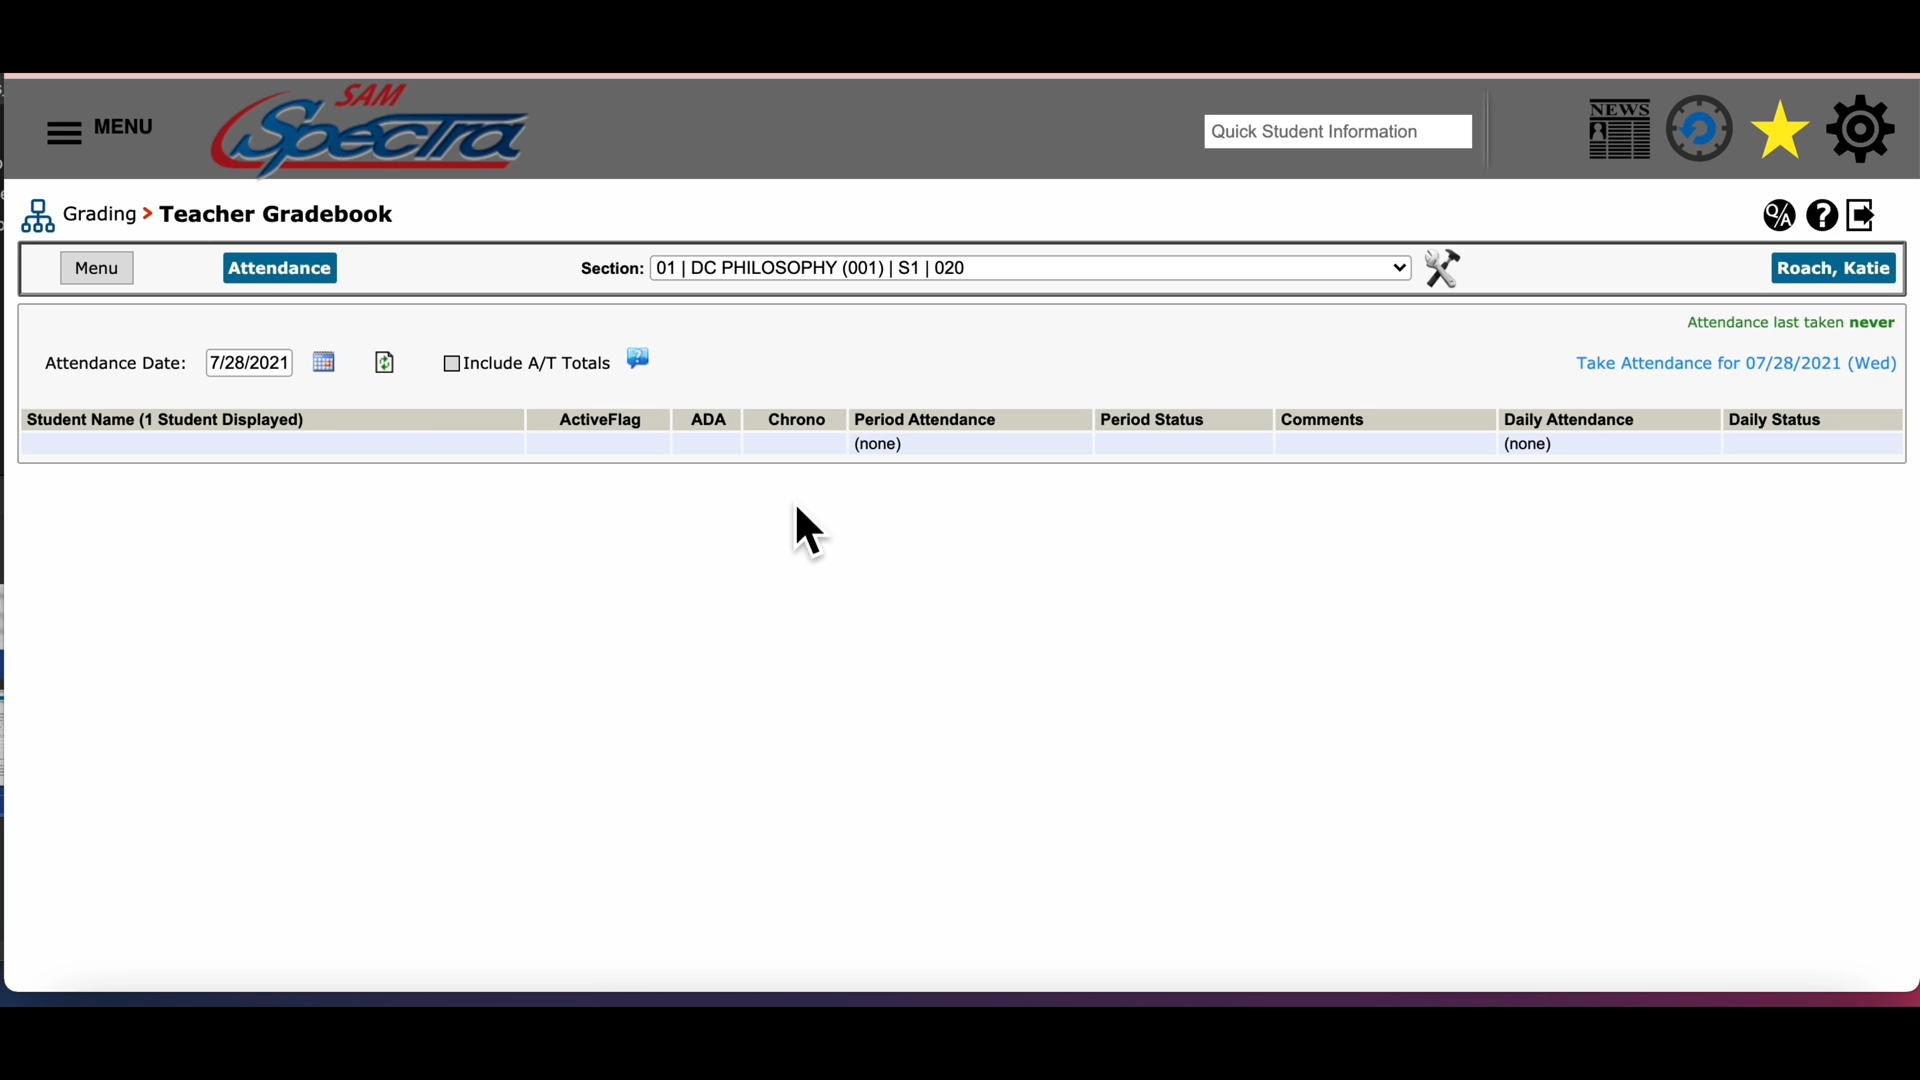 MENU
SAM
Spectra
Quick Student Information
NEWS
Grading > Teacher Gradebook
Q/A ?
Menu
Attendance
Section: 01 | DC PHILOSOPHY (001) | S1 | 020
Roach, Katie
Attendance last taken never
Attendance Date: 7/28/2021
Include A/T Totals ?
Take Attendance for 07/28/2021 (Wed)
Student Name (1 Student Displayed) ActiveFlag ADA Chrono Period Attendance Period Status Comments Daily Attendance Daily Status
(none) (none)